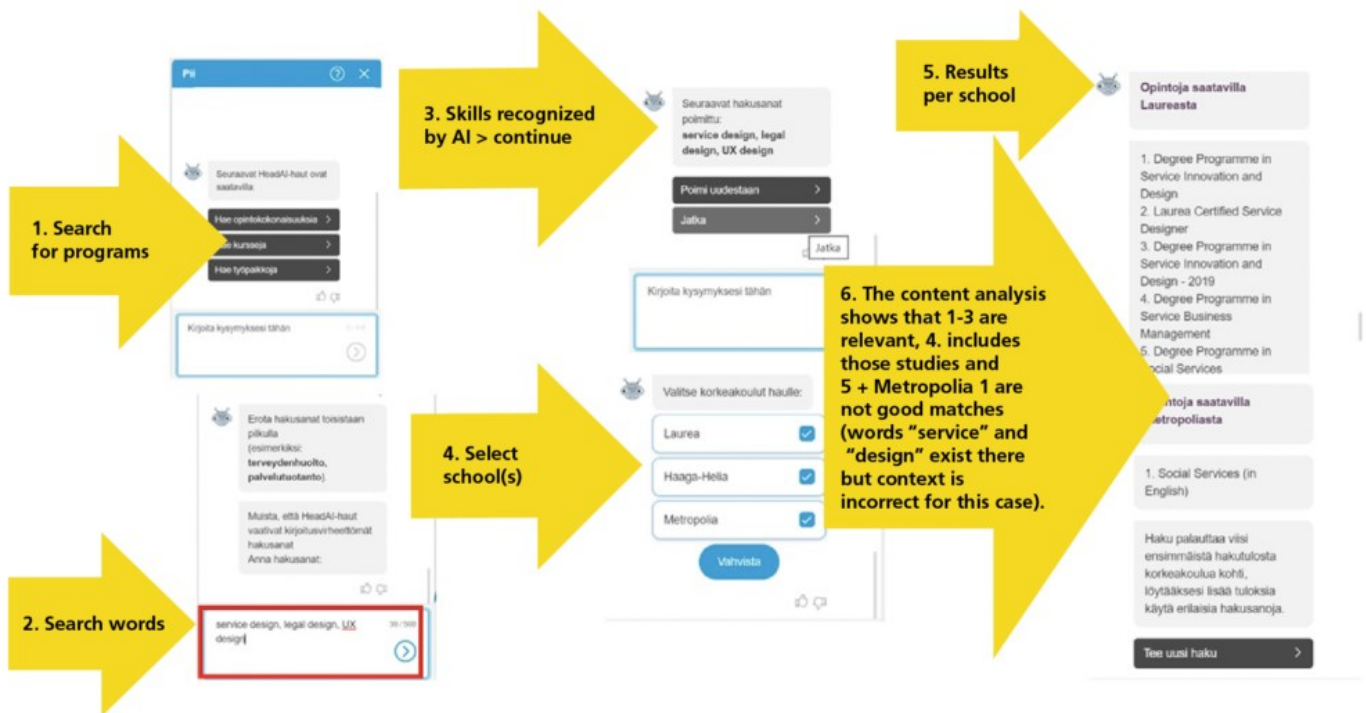 1. Search
for programs
Pii
Seuraavat HeadAI-haut ovat
saatavilla:
Hae opintokokonaisuuksia
Hae kursseja
Hae työpaikkoja
Kirjoita kysymyksesi tähän
2. Search words
Erota hakusanat toisistaan
pilkulla
(esimerkiksi:
terveydenhuolto,
palvelutuotanto)
Muista, että HeadAI-haut
vaativat kirjoitusvirheettömät
hakusanat
Anna hakusanat:
service design, legal design, UX
design
3. Skills recognized
by AI > continue
Seuraavat hakusanat
poimittu:
service design, legal
design, UX design
Poimi uudestaan
Jatka
Jatka
Kirjoita kysymyksesi tähän
4. Select
school(s)
Valitse korkeakoulut haulle:
Laurea
Haaga-Helia
Metropolia
Vahvista
5. Results
per school
Opintoja saatavilla
Laureasta
1. Degree Programme in
Service Innovation and
Design
2. Laurea Certified Service
Designer
3. Degree Programme in
Service Innovation and
Design - 2019
4. Degree Programme in
Service Business
Management
5. Degree Programme in
Social Services
6. The content analysis
shows that 1-3 are
relevant, 4. includes
those studies and
5 + Metropolia 1 are
not good matches
(words “service” and
“design” exist there
but context is
incorrect for this case).
saatavilla
1. Social Services (in
English)
Haku palauttaa viisi
ensimmäistä hakutulosta
korkeakoulua kohti,
löytääksesi lisää tuloksia
käytä erilaisia hakusanoja.
Tee uusi haku